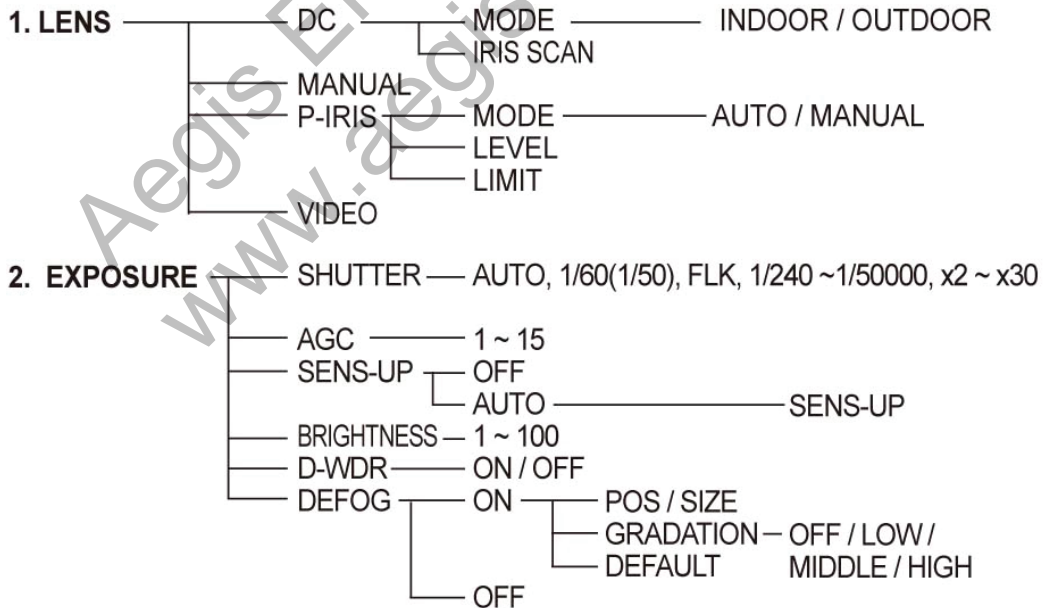 1. LENS DC MODE INDOOR / OUTDOOR
IRIS SCAN
MANUAL
P-IRIS MODE AUTO / MANUAL
LEVEL
LIMIT
VIDEO
2. EXPOSURE SHUTTER AUTO, 1/60(1/50), FLK, 1/240 ~1/50000, x2 ~ x30
AGC 1 ~ 15
SENS-UP OFF
AUTO SENS-UP
BRIGHTNESS 1 ~ 100
D-WDR ON / OFF
DEFOG ON POS / SIZE
GRADATION OFF / LOW /
DEFAULT MIDDLE / HIGH
OFF
Aegis
www.aegis